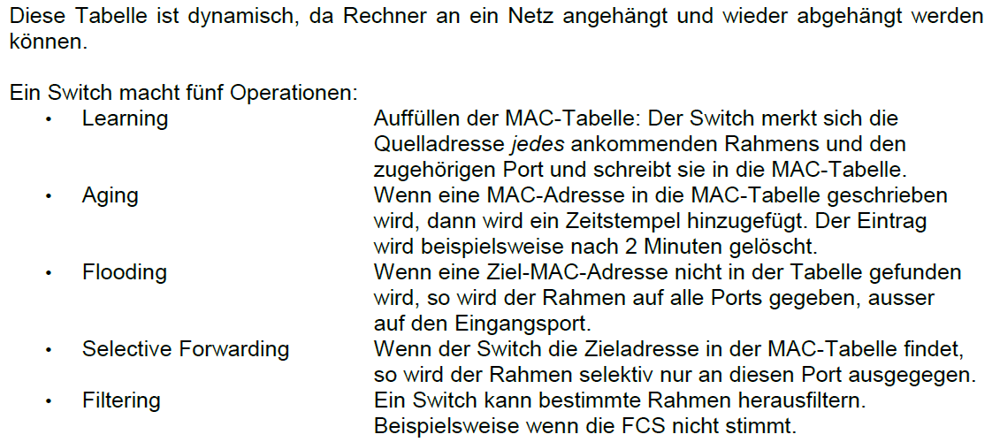 Diese Tabelle ist dynamisch, da Rechner an ein Netz angehängt und wieder abgehängt werden
können.
Ein Switch macht fünf Operationen:
• Learning Auffüllen der MAC-Tabelle: Der Switch merkt sich die
Quelladresse jedes ankommenden Rahmens und den
zugehörigen Port und schreibt sie in die MAC-Tabelle.
• Aging Wenn eine MAC-Adresse in die MAC-Tabelle geschrieben
wird, dann wird ein Zeitstempel hinzugefügt. Der Eintrag
wird beispielsweise nach 2 Minuten gelöscht.
• Flooding Wenn eine Ziel-MAC-Adresse nicht in der Tabelle gefunden
wird, so wird der Rahmen auf alle Ports gegeben, ausser
auf den Eingangsport.
• Selective Forwarding Wenn der Switch die Zieladresse in der MAC-Tabelle findet,
so wird der Rahmen selektiv nur an diesen Port ausgegegen.
• Filtering Ein Switch kann bestimmte Rahmen herausfiltern.
Beispielsweise wenn die FCS nicht stimmt.